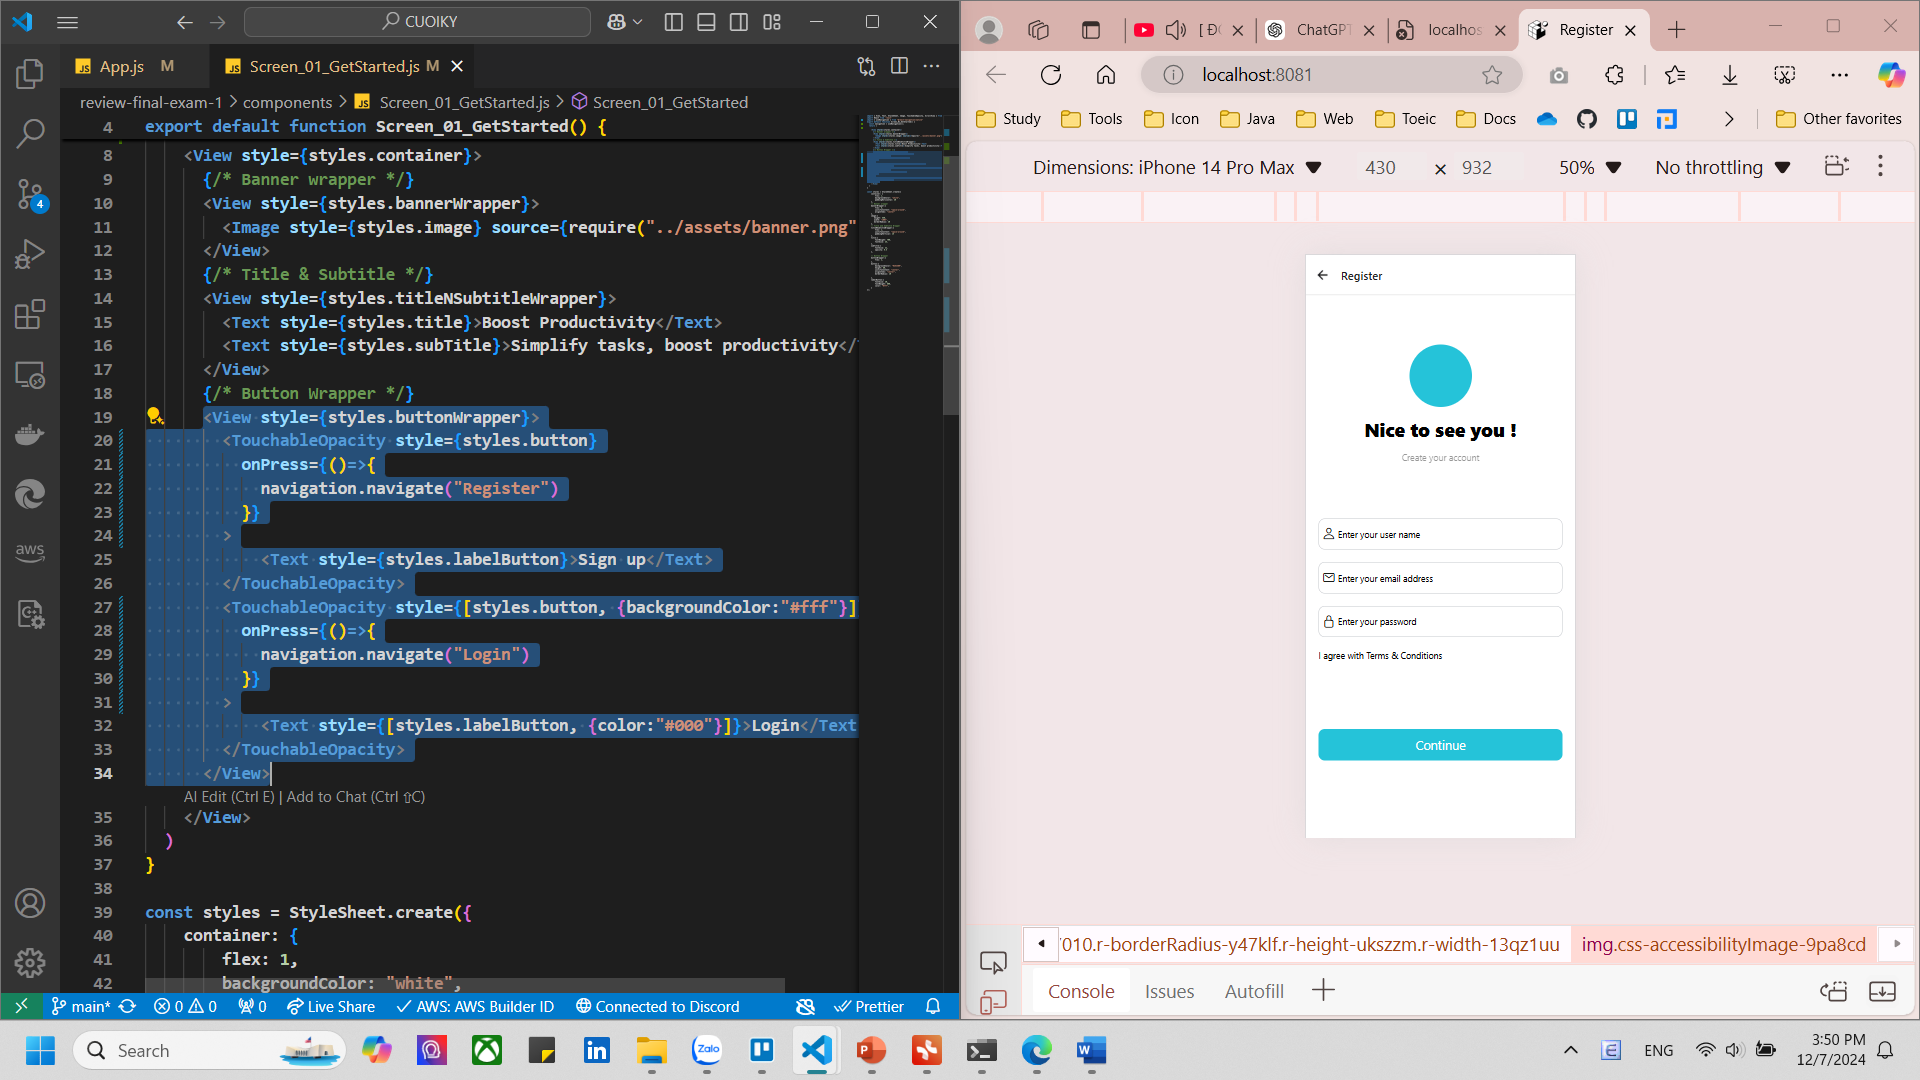 CUOIKY
App.js M
Screen_01_GetStarted.js M
review-final-exam-1 > components > Screen_01_GetStarted.js > Screen_01_GetStarted
4 export default function Screen_01_GetStarted() {
8 <View style={styles.container}>
9 {/* Banner wrapper */}
10 <View style={styles.bannerWrapper}>
11 <Image style={styles.image} source={require("../assets/banner.png"
12 </View>
13 {/* Title & Subtitle */}
14 <View style={styles.titleNSubtitleWrapper}>
15 <Text style={styles.title}>Boost Productivity</Text>
16 <Text style={styles.subTitle}>Simplify tasks, boost productivity</
17 </View>
18 {/* Button Wrapper */}
19 <View style={styles.buttonWrapper}>
20 <TouchableOpacity style={styles.button}
21 onPress={()=>{
22 navigation.navigate("Register")
23 }}
24 >
25 <Text style={styles.labelButton}>Sign up</Text>
26 </TouchableOpacity>
27 <TouchableOpacity style={[styles.button, {backgroundColor:"#fff"}]
28 onPress={()=>{
29 navigation.navigate("Login")
30 }}
31 >
32 <Text style={[styles.labelButton, {color:"#000"}]}>Login</Text
33 </TouchableOpacity>
34 </View>
AI Edit (Ctrl E) | Add to Chat (Ctrl ⇧C)
35 </View>
36 )
37 }
38
39 const styles = StyleSheet.create({
40 container: {
41 flex: 1,
42 backgroundColor: "white",
4
aws
main* 0 0 0 Live Share AWS: AWS Builder ID Connected to Discord Prettier
[ ĐỘ
ChatGPT
localhos
Register
localhost:8081
Study Tools Icon Java Web Toeic Docs Other favorites
Dimensions: iPhone 14 Pro Max 430 × 932 50% No throttling
Register
Nice to see you !
Create your account
Enter your user name
Enter your email address
Enter your password
I agree with Terms & Conditions
Continue
010.r-borderRadius-y47klf.r-height-ukszzm.r-width-13qz1uu img.css-accessibilityImage-9pa8cd
Console Issues Autofill
Search
Zalo
ENG
3:50 PM
12/7/2024